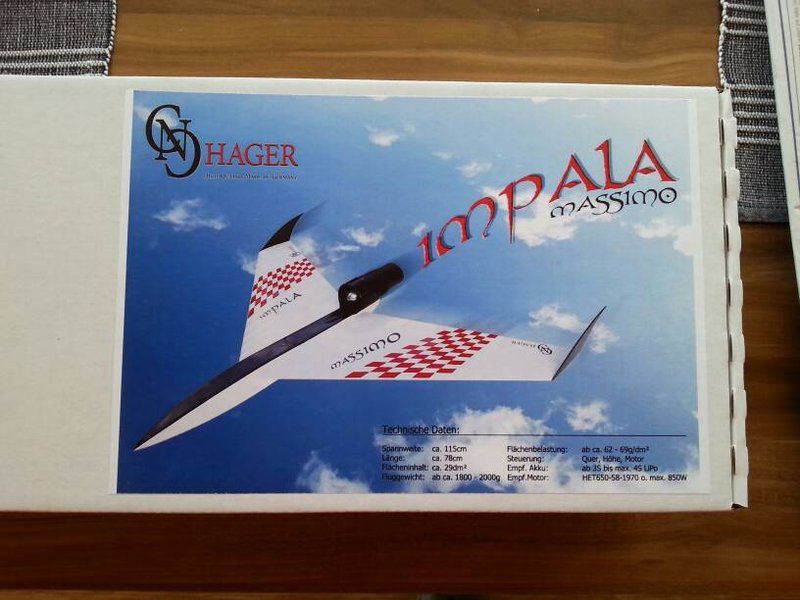 CNC HAGER
IMPALA
MASSIMO
IMPALA
MASSIMO
Technische Daten:
Spannweite: ca. 115cm Flächenbelastung: ab ca. 62 - 69g/dm²
Länge: ca. 78cm Steuerung: Quer, Höhe, Motor
Flächeninhalt: ca. 29dm² Empf. Akku: ab 3S bis max. 4S LiPo
Fluggewicht: ab ca. 1800 - 2000g Empf.Motor: HET650-58-1970 o. max. 850W